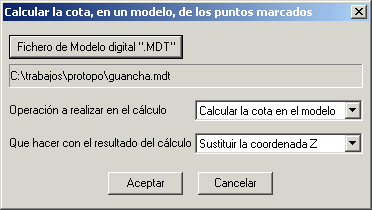 Calcular la cota, en un modelo, de los puntos marcados
Fichero de Modelo digital ".MDT"
C:\trabajos\protopo\guancha.mdt
Operación a realizar en el cálculo
Calcular la cota en el modelo
Que hacer con el resultado del cálculo
Sustituir la coordenada Z
Aceptar
Cancelar